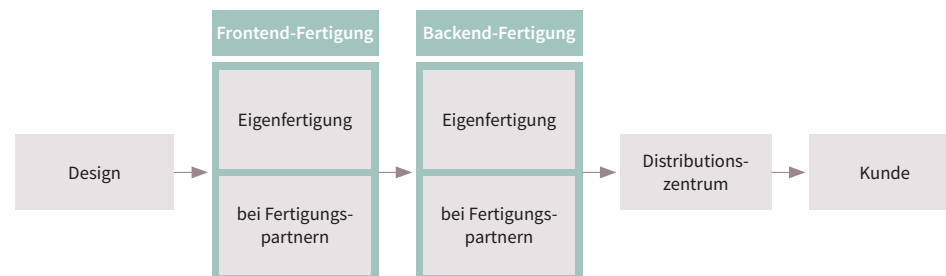 Frontend-Fertigung
Backend-Fertigung
Eigenfertigung
Eigenfertigung
Design
Distributions-
zentrum
Kunde
bei Fertigungs-
partnern
bei Fertigungs-
partnern